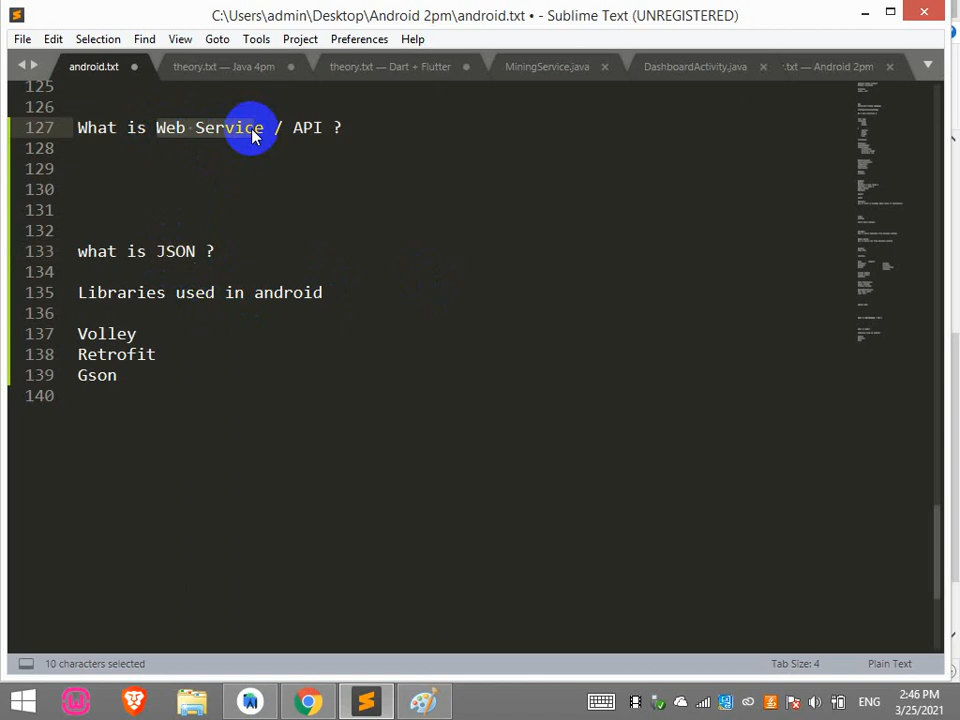 C:\Users\admin\Desktop\Android 2pm\android.txt • - Sublime Text (UNREGISTERED)
File Edit Selection Find View Goto Tools Project Preferences Help
android.txt theory.txt — Java 4pm theory.txt — Dart + Flutter MiningService.java DashboardActivity.java .txt — Android 2pm
125
126
127 What is Web Service / API ?
128
129
130
131
132
133 what is JSON ?
134
135 Libraries used in android
136
137 Volley
138 Retrofit
139 Gson
140
10 characters selected Tab Size: 4 Plain Text
ENG 2:46 PM
3/25/2021